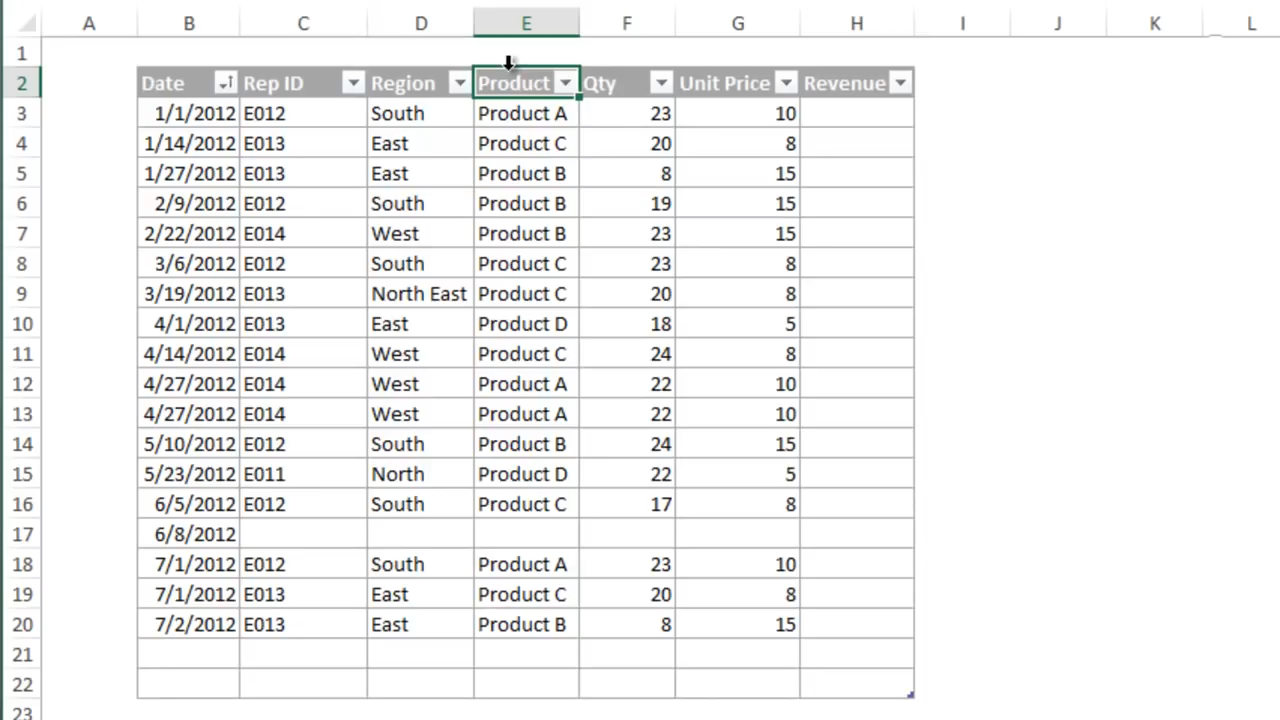 A B C D E F G H I J K L
1
2 Date Rep ID Region Product Qty Unit Price Revenue
3 1/1/2012 E012 South Product A 23 10
4 1/14/2012 E013 East Product C 20 8
5 1/27/2012 E013 East Product B 8 15
6 2/9/2012 E012 South Product B 19 15
7 2/22/2012 E014 West Product B 23 15
8 3/6/2012 E012 South Product C 23 8
9 3/19/2012 E013 North East Product C 20 8
10 4/1/2012 E013 East Product D 18 5
11 4/14/2012 E014 West Product C 24 8
12 4/27/2012 E014 West Product A 22 10
13 4/27/2012 E014 West Product A 22 10
14 5/10/2012 E012 South Product B 24 15
15 5/23/2012 E011 North Product D 22 5
16 6/5/2012 E012 South Product C 17 8
17 6/8/2012
18 7/1/2012 E012 South Product A 23 10
19 7/1/2012 E013 East Product C 20 8
20 7/2/2012 E013 East Product B 8 15
21
22
23